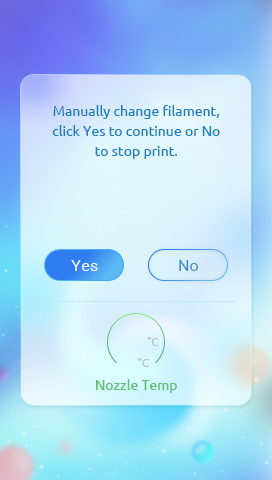 Manually change filament,
click Yes to continue or No
to stop print.
Yes
No
°C
°C
Nozzle Temp